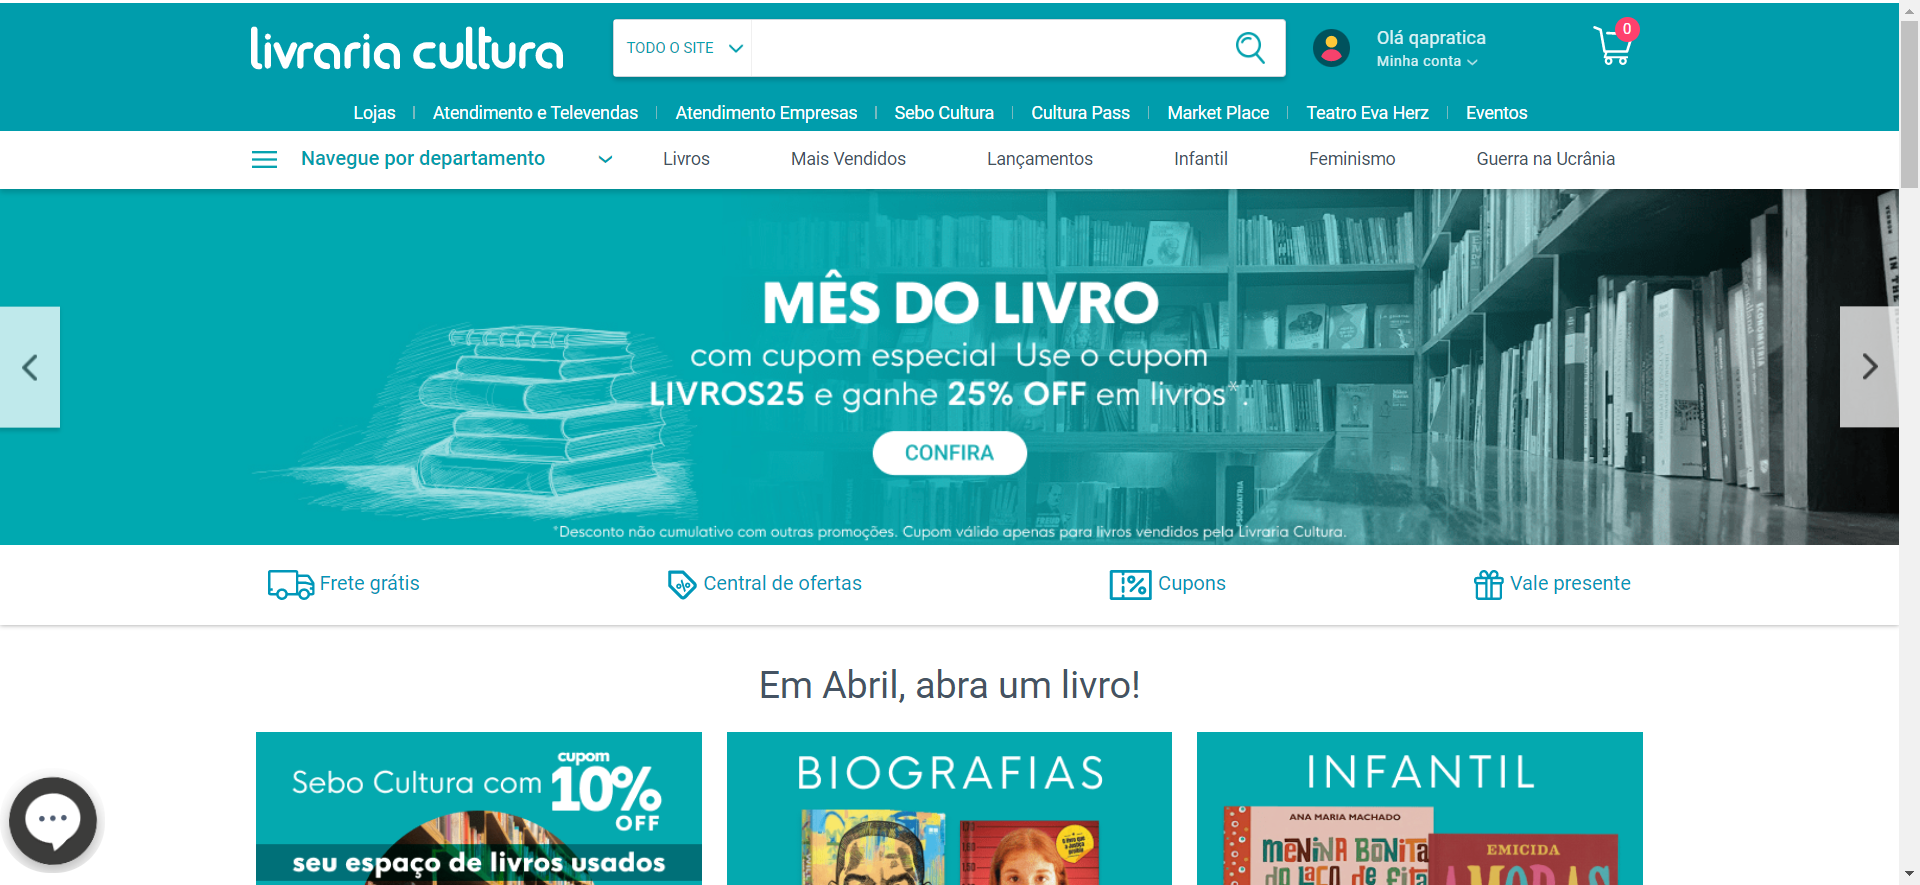 livraria cultura
TODO O SITE
Olá qapratica
Minha conta
0
Lojas Atendimento e Televendas Atendimento Empresas Sebo Cultura Cultura Pass Market Place Teatro Eva Herz Eventos
Navegue por departamento Livros Mais Vendidos Lançamentos Infantil Feminismo Guerra na Ucrânia
MÊS DO LIVRO
com cupom especial Use o cupom
LIVROS25 e ganhe 25% OFF em livros*.
CONFIRA
PSIQUIATRIA
*Desconto não cumulativo com outras promoções. Cupom válido apenas para livros vendidos pela Livraria Cultura.
Frete grátis Central de ofertas Cupons Vale presente
Em Abril, abra um livro!
Sebo Cultura com cupom 10% OFF
seu espaço de livros usados
BIOGRAFIAS
INFANTIL
ANA MARIA MACHADO
MENINA BONITA
do LAÇO de fita
EMICIDA
AMORAS